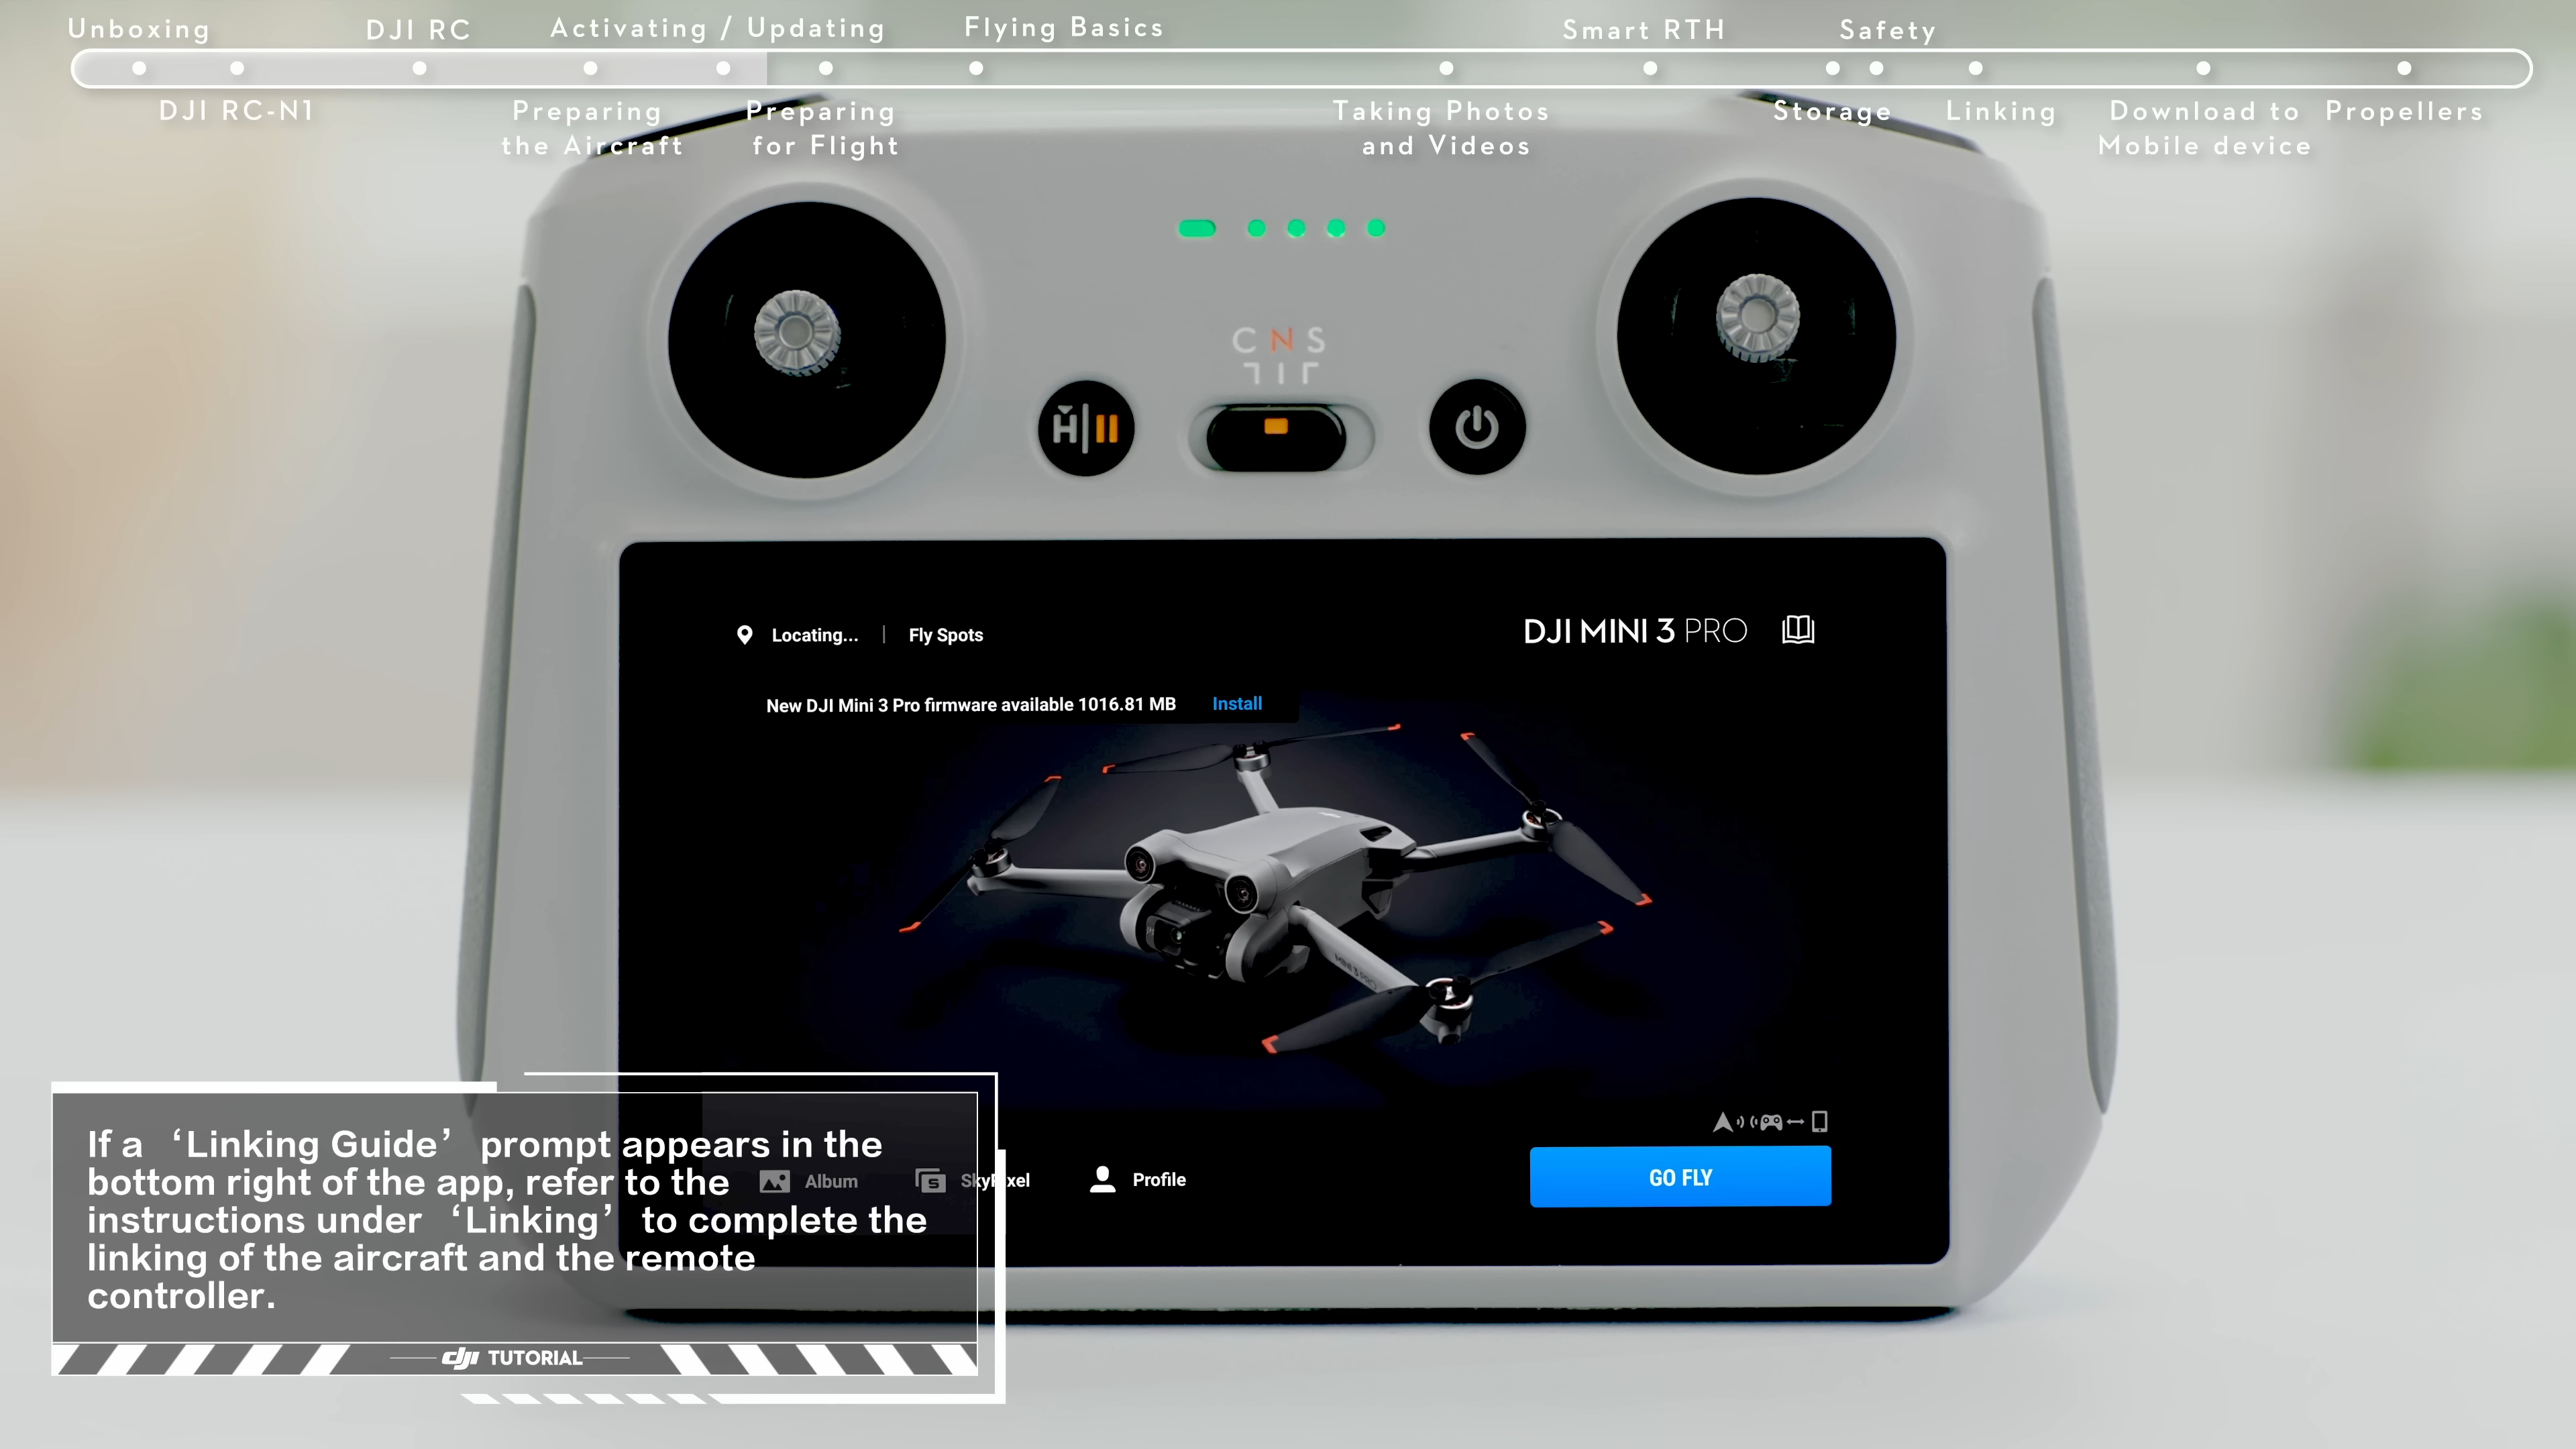 Unboxing
DJI RC
Activating / Updating
Flying Basics
Smart RTH
Safety
DJI RC-N1
Preparing
the Aircraft
Preparing
for Flight
Taking Photos
and Videos
Storage
Linking
Download to
Mobile device
Propellers
C N S
H
Locating...
Fly Spots
DJI MINI 3 PRO
New DJI Mini 3 Pro firmware available 1016.81 MB
Install
MINI 3 PRO
Album
Profile
GO FLY
If a ‘Linking Guide’ prompt appears in the
bottom right of the app, refer to the
instructions under ‘Linking’ to complete the
linking of the aircraft and the remote
controller.
dji TUTORIAL